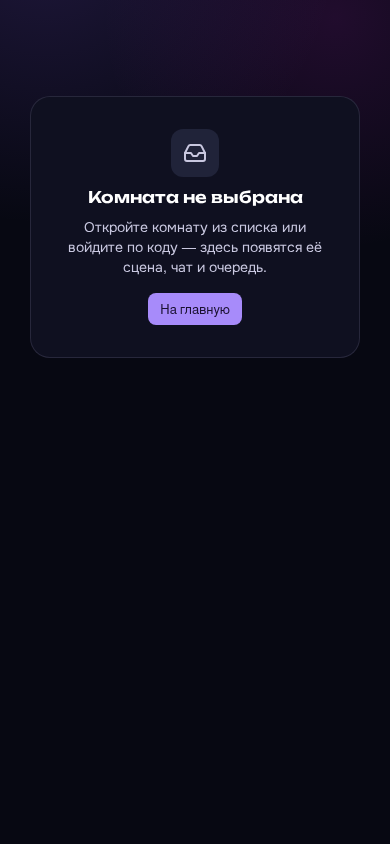 Комната не выбрана
Откройте комнату из списка или
войдите по коду — здесь появятся её
сцена, чат и очередь.
На главную